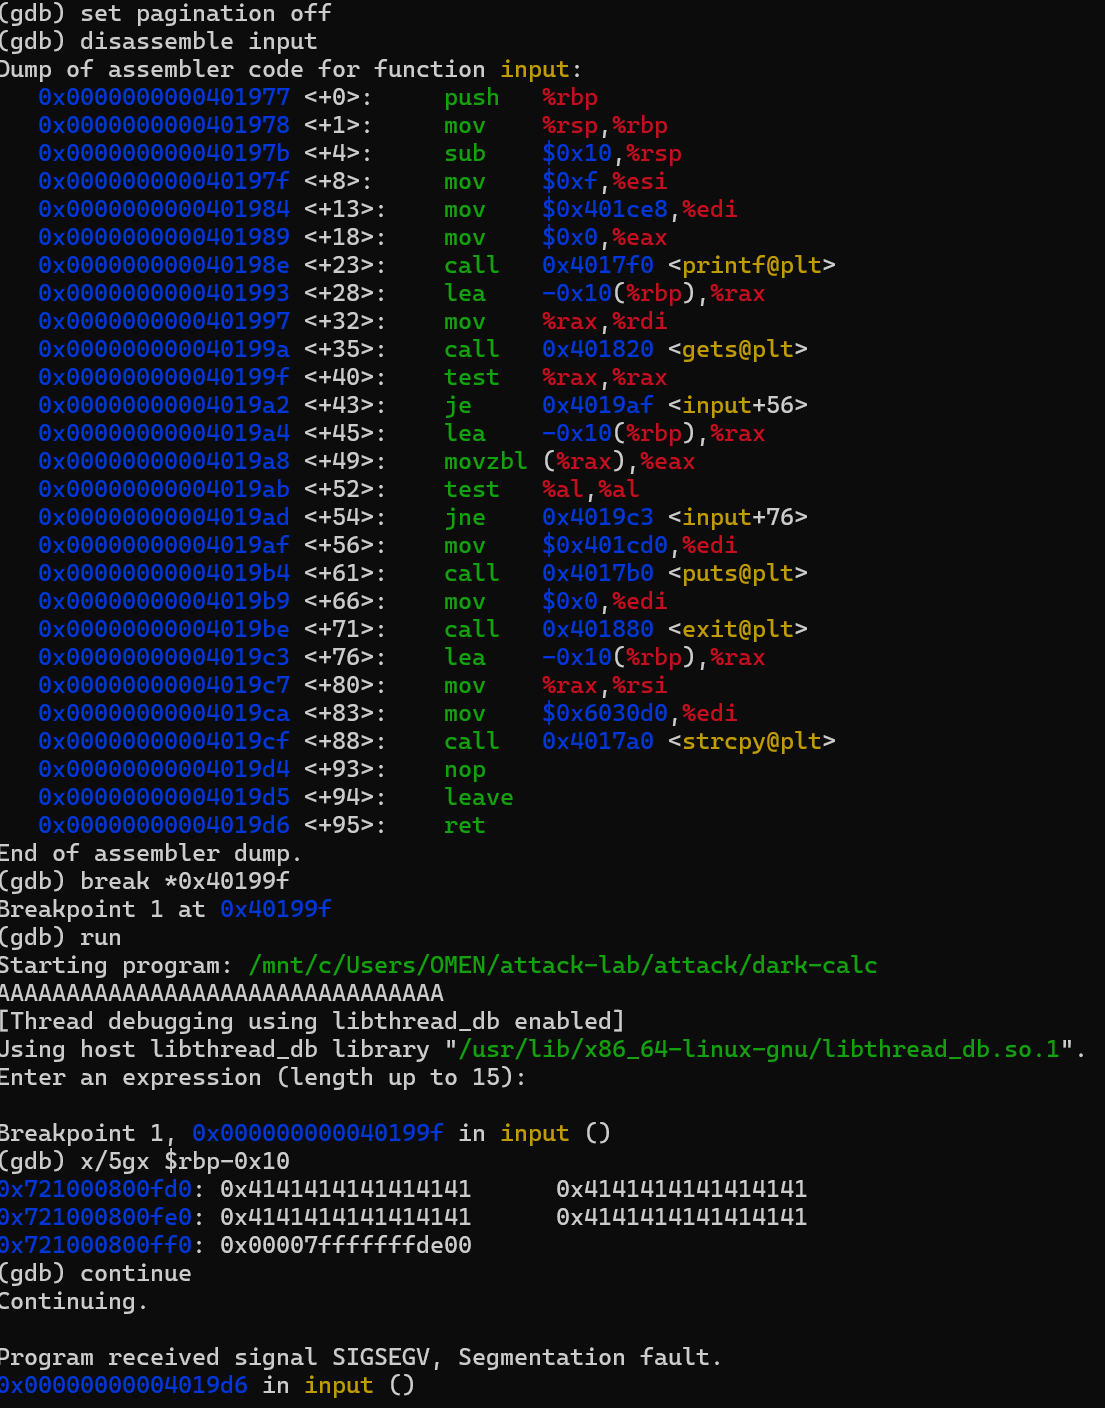 (gdb) set pagination off
(gdb) disassemble input
Dump of assembler code for function input:
   0x0000000000401977 <+0>:     push   %rbp
   0x0000000000401978 <+1>:     mov    %rsp,%rbp
   0x000000000040197b <+4>:     sub    $0x10,%rsp
   0x000000000040197f <+8>:     mov    $0xf,%esi
   0x0000000000401984 <+13>:    mov    $0x401ce8,%edi
   0x0000000000401989 <+18>:    mov    $0x0,%eax
   0x000000000040198e <+23>:    call   0x4017f0 <printf@plt>
   0x0000000000401993 <+28>:    lea    -0x10(%rbp),%rax
   0x0000000000401997 <+32>:    mov    %rax,%rdi
   0x000000000040199a <+35>:    call   0x401820 <gets@plt>
   0x000000000040199f <+40>:    test   %rax,%rax
   0x00000000004019a2 <+43>:    je     0x4019af <input+56>
   0x00000000004019a4 <+45>:    lea    -0x10(%rbp),%rax
   0x00000000004019a8 <+49>:    movzbl (%rax),%eax
   0x00000000004019ab <+52>:    test   %al,%al
   0x00000000004019ad <+54>:    jne    0x4019c3 <input+76>
   0x00000000004019af <+56>:    mov    $0x401cd0,%edi
   0x00000000004019b4 <+61>:    call   0x4017b0 <puts@plt>
   0x00000000004019b9 <+66>:    mov    $0x0,%edi
   0x00000000004019be <+71>:    call   0x401880 <exit@plt>
   0x00000000004019c3 <+76>:    lea    -0x10(%rbp),%rax
   0x00000000004019c7 <+80>:    mov    %rax,%rsi
   0x00000000004019ca <+83>:    mov    $0x6030d0,%edi
   0x00000000004019cf <+88>:    call   0x4017a0 <strcpy@plt>
   0x00000000004019d4 <+93>:    nop
   0x00000000004019d5 <+94>:    leave
   0x00000000004019d6 <+95>:    ret
End of assembler dump.
(gdb) break *0x40199f
Breakpoint 1 at 0x40199f
(gdb) run
Starting program: /mnt/c/Users/OMEN/attack-lab/attack/dark-calc
AAAAAAAAAAAAAAAAAAAAAAAAAAAAAAAA
[Thread debugging using libthread_db enabled]
Using host libthread_db library "/usr/lib/x86_64-linux-gnu/libthread_db.so.1".
Enter an expression (length up to 15):

Breakpoint 1, 0x000000000040199f in input ()
(gdb) x/5gx $rbp-0x10
0x721000800fd0: 0x4141414141414141      0x4141414141414141
0x721000800fe0: 0x4141414141414141      0x4141414141414141
0x721000800ff0: 0x00007fffffffde00
(gdb) continue
Continuing.

Program received signal SIGSEGV, Segmentation fault.
0x00000000004019d6 in input ()